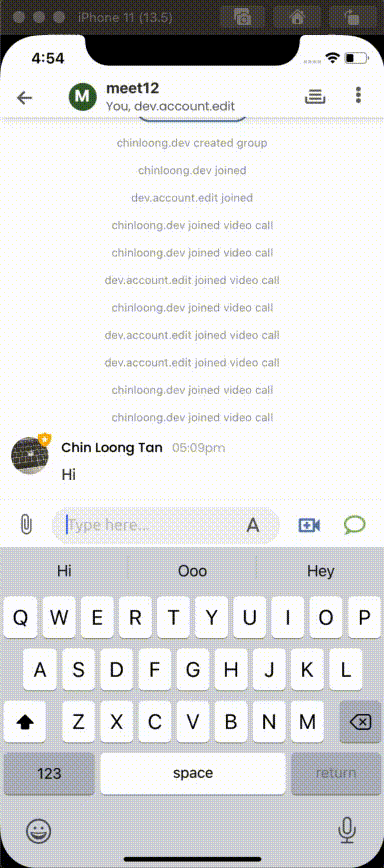 iPhone 11 (13.5)
4:54
M
meet12
You, dev.account.edit
chinloong.dev created group
chinloong.dev joined
dev.account.edit joined
chinloong.dev joined video call
chinloong.dev joined video call
dev.account.edit joined video call
chinloong.dev joined video call
dev.account.edit joined video call
dev.account.edit joined video call
chinloong.dev joined video call
chinloong.dev joined video call
Chin Loong Tan 05:09pm
Hi
Type here... A
Hi Ooo Hey
Q W E R T Y U I O P
A S D F G H J K L
Z X C V B N M
123 space return